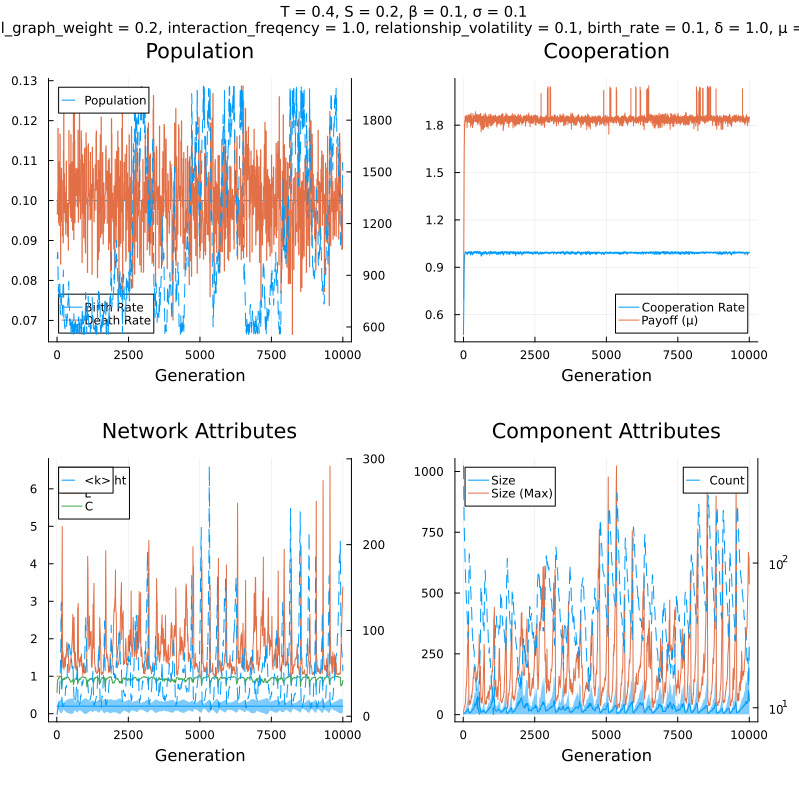 T = 0.4, S = 0.2, β = 0.1, σ = 0.1
l_graph_weight = 0.2, interaction_freqency = 1.0, relationship_volatility = 0.1, birth_rate = 0.1, δ = 1.0, μ =
Population
0.13
0.12
0.11
0.10
0.09
0.08
0.07
Population
Birth Rate
Death Rate
1800
1500
1200
900
600
0
2500
5000
7500
10000
Generation
Cooperation
1.8
1.5
1.2
0.9
0.6
Cooperation Rate
Payoff (μ)
0
2500
5000
7500
10000
Generation
Network Attributes
6
5
4
3
2
1
0
<k>
ht
L
C
300
200
100
0
0
2500
5000
7500
10000
Generation
Component Attributes
1000
750
500
250
0
Size
Size (Max)
Count
10²
10¹
0
2500
5000
7500
10000
Generation